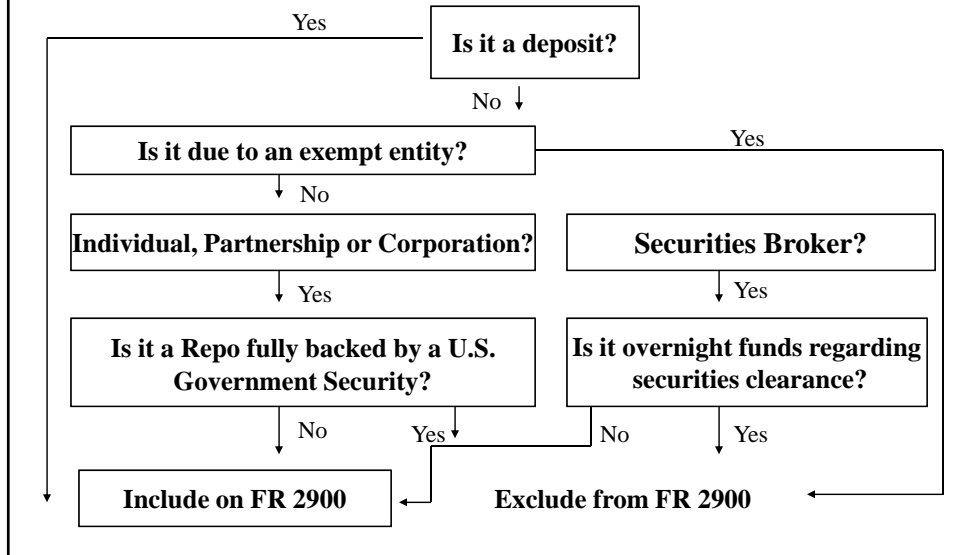 Yes
Is it a deposit?
No
Is it due to an exempt entity?
Yes
No
Individual, Partnership or Corporation?
Securities Broker?
Yes
Yes
Is it a Repo fully backed by a U.S.
Government Security?
Is it overnight funds regarding
securities clearance?
No
Yes
No
Yes
Include on FR 2900
Exclude from FR 2900